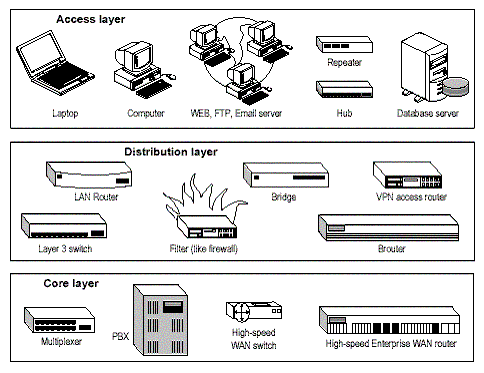 Access layer
Repeater
Laptop
Computer
WEB, FTP, Email server
Hub
Database server
Distribution layer
LAN Router
Bridge
VPN access router
Layer 3 switch
Filter (like firewall)
Brouter
Core layer
Multiplexer
PBX
High-speed
WAN switch
High-speed Enterprise WAN router